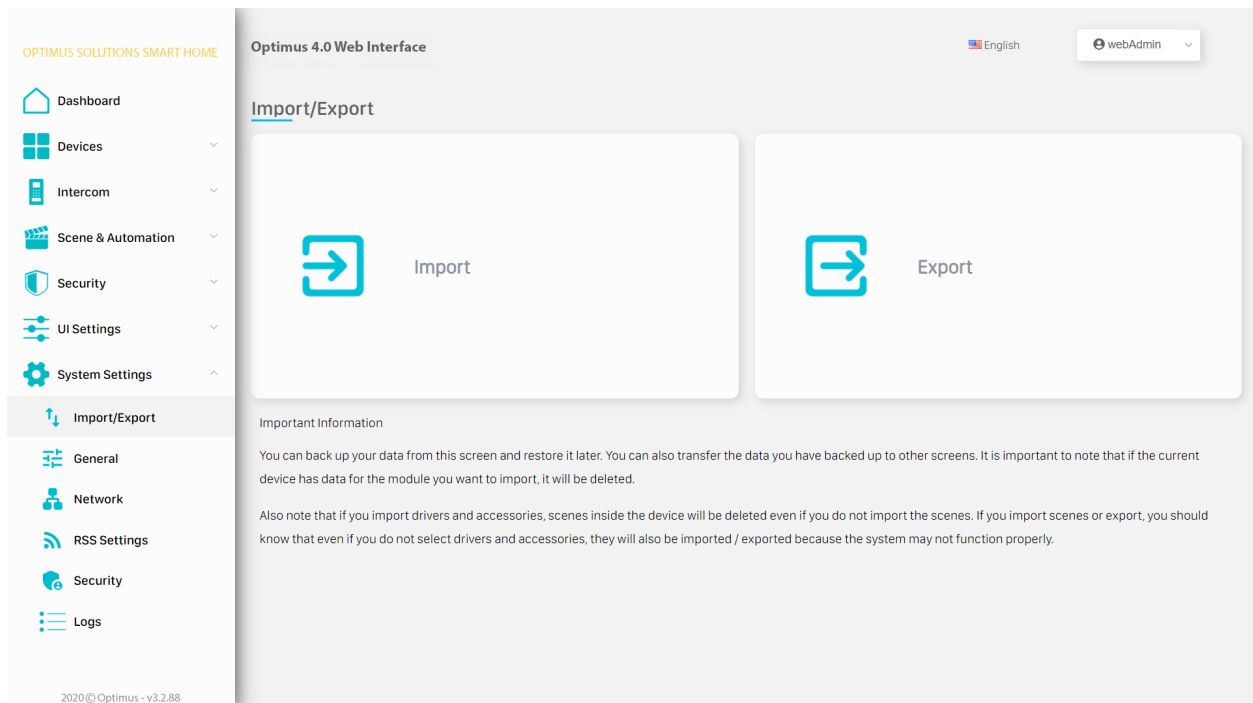 OPTIMUS SOLUTIONS SMART HOME
Dashboard
Devices
Intercom
Scene & Automation
Security
UI Settings
System Settings
Import/Export
General
Network
RSS Settings
Security
Logs
2020 © Optimus - v3.2.88
Optimus 4.0 Web Interface
English
webAdmin
Import/Export
Import
Export
Important Information
You can back up your data from this screen and restore it later. You can also transfer the data you have backed up to other screens. It is important to note that if the current
device has data for the module you want to import, it will be deleted.
Also note that if you import drivers and accessories, scenes inside the device will be deleted even if you do not import the scenes. If you import scenes or export, you should
know that even if you do not select drivers and accessories, they will also be imported / exported because the system may not function properly.